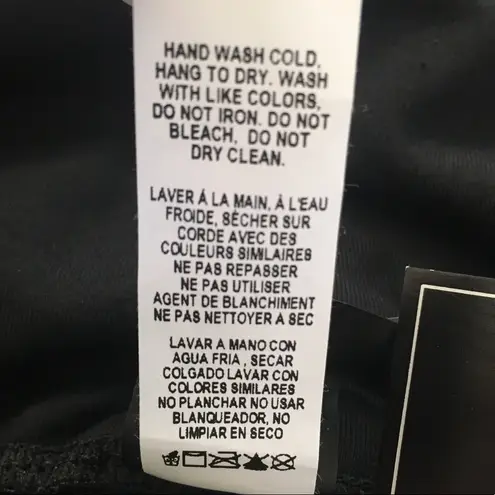 HAND WASH COLD,
HANG TO DRY. WASH
WITH LIKE COLORS,
DO NOT IRON. DO NOT
BLEACH, DO NOT
DRY CLEAN.
LAVER Á LA MAIN, À L'EAU
FROIDE, SÉCHER SUR
CORDE AVEC DES
COULEURS SIMILAIRES
NE PAS REPASSER
NE PAS UTILISER
AGENT DE BLANCHIMENT
NE PAS NETTOYER A SEC
LAVAR A MANO CON
AGUA FRIA , SECAR
COLGADO LAVAR CON
COLORES SIMILARES
NO PLANCHAR NO USAR
BLANQUEADOR, NO
LIMPIAR EN SECO